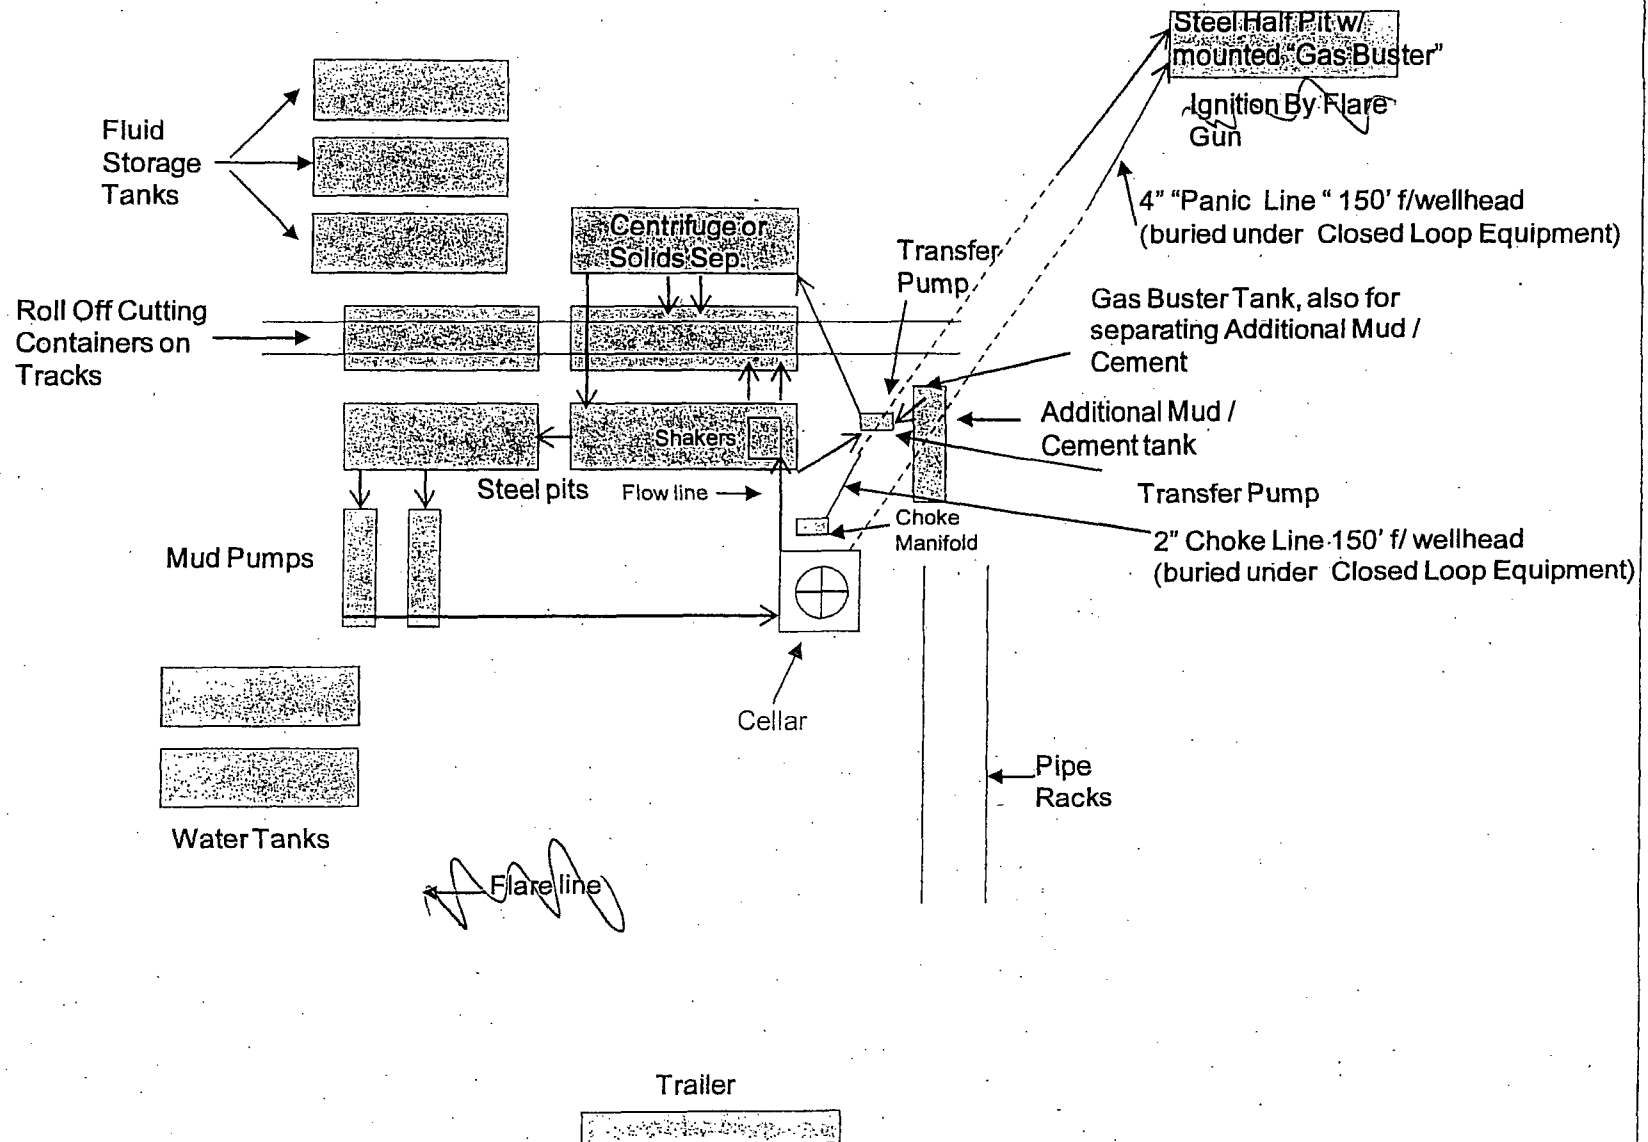 Steel Half Pit w/
mounted "Gas Buster"
Ignition By Flare
Gun
Fluid
Storage
Tanks
4" "Panic Line " 150' f/wellhead
(buried under Closed Loop Equipment)
Centrifuge or
Solids Sep.
Transfer
Pump
Gas Buster Tank, also for
separating Additional Mud /
Cement
Roll Off Cutting
Containers on
Tracks
Additional Mud /
Cement tank
Shakers
Steel pits
Flow line
Transfer Pump
Choke
Manifold
2" Choke Line 150' f/ wellhead
(buried under Closed Loop Equipment)
Mud Pumps
Cellar
Pipe
Racks
Water Tanks
Flare line
Trailer